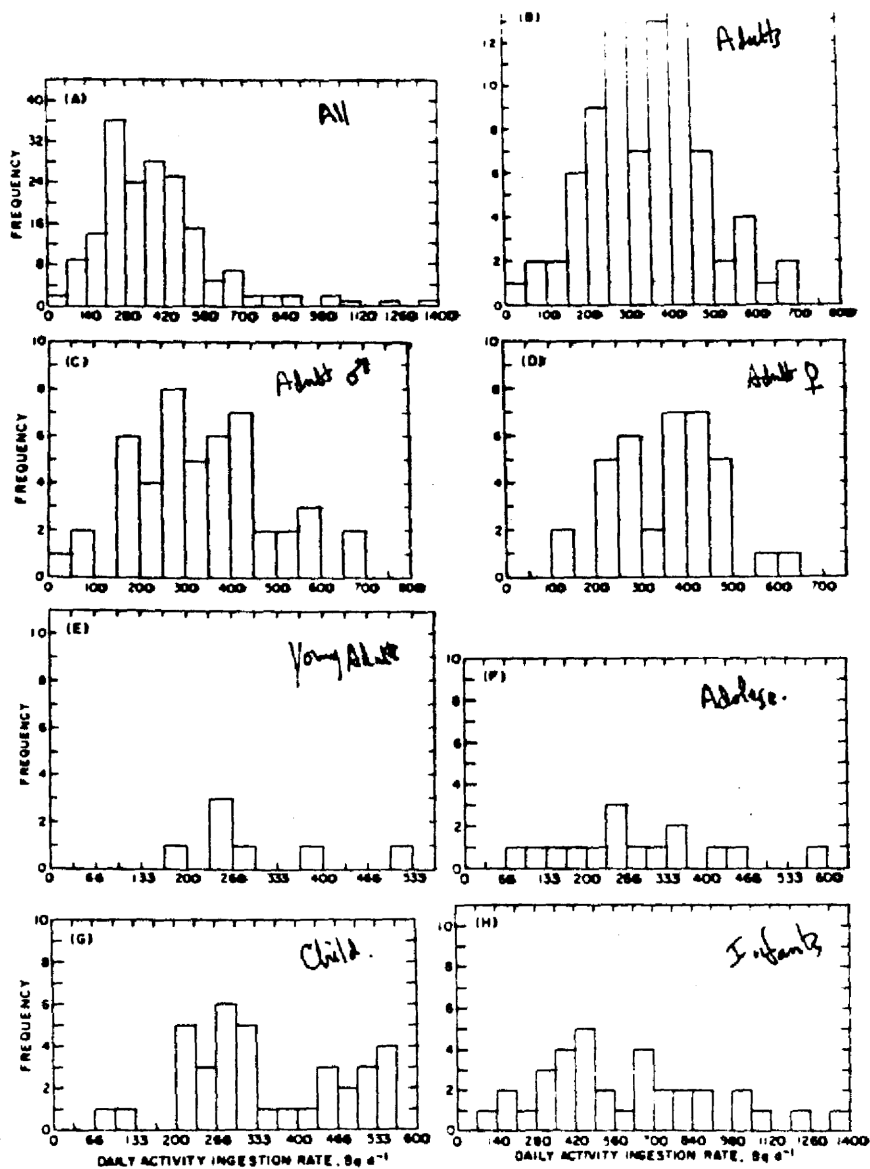 (A)
All
FREQUENCY
40
36
24
16
8
0
0 140 280 420 560 700 840 980 1120 1260 1400
(B)
Adults
12
10
8
6
4
2
0
0 100 200 300 400 500 600 700 800
(C)
Adult ♂
FREQUENCY
10
8
6
4
2
0
0 100 200 300 400 500 600 700 800
(D)
Adult ♀
10
8
6
4
2
0
0 100 200 300 400 500 600 700
(E)
Young Adult
FREQUENCY
10
8
6
4
2
0
0 66 133 200 266 333 400 466 533
(F)
Adolesc.
10
8
6
4
2
0
0 66 133 200 266 333 400 466 533 600
(G)
Child.
FREQUENCY
10
8
6
4
2
0
0 66 133 200 266 333 400 466 533 600
DAILY ACTIVITY INGESTION RATE, Bq d⁻¹
(H)
Infants
10
8
6
4
2
0
0 140 280 420 560 700 840 980 1120 1260 1400
DAILY ACTIVITY INGESTION RATE, Bq d⁻¹